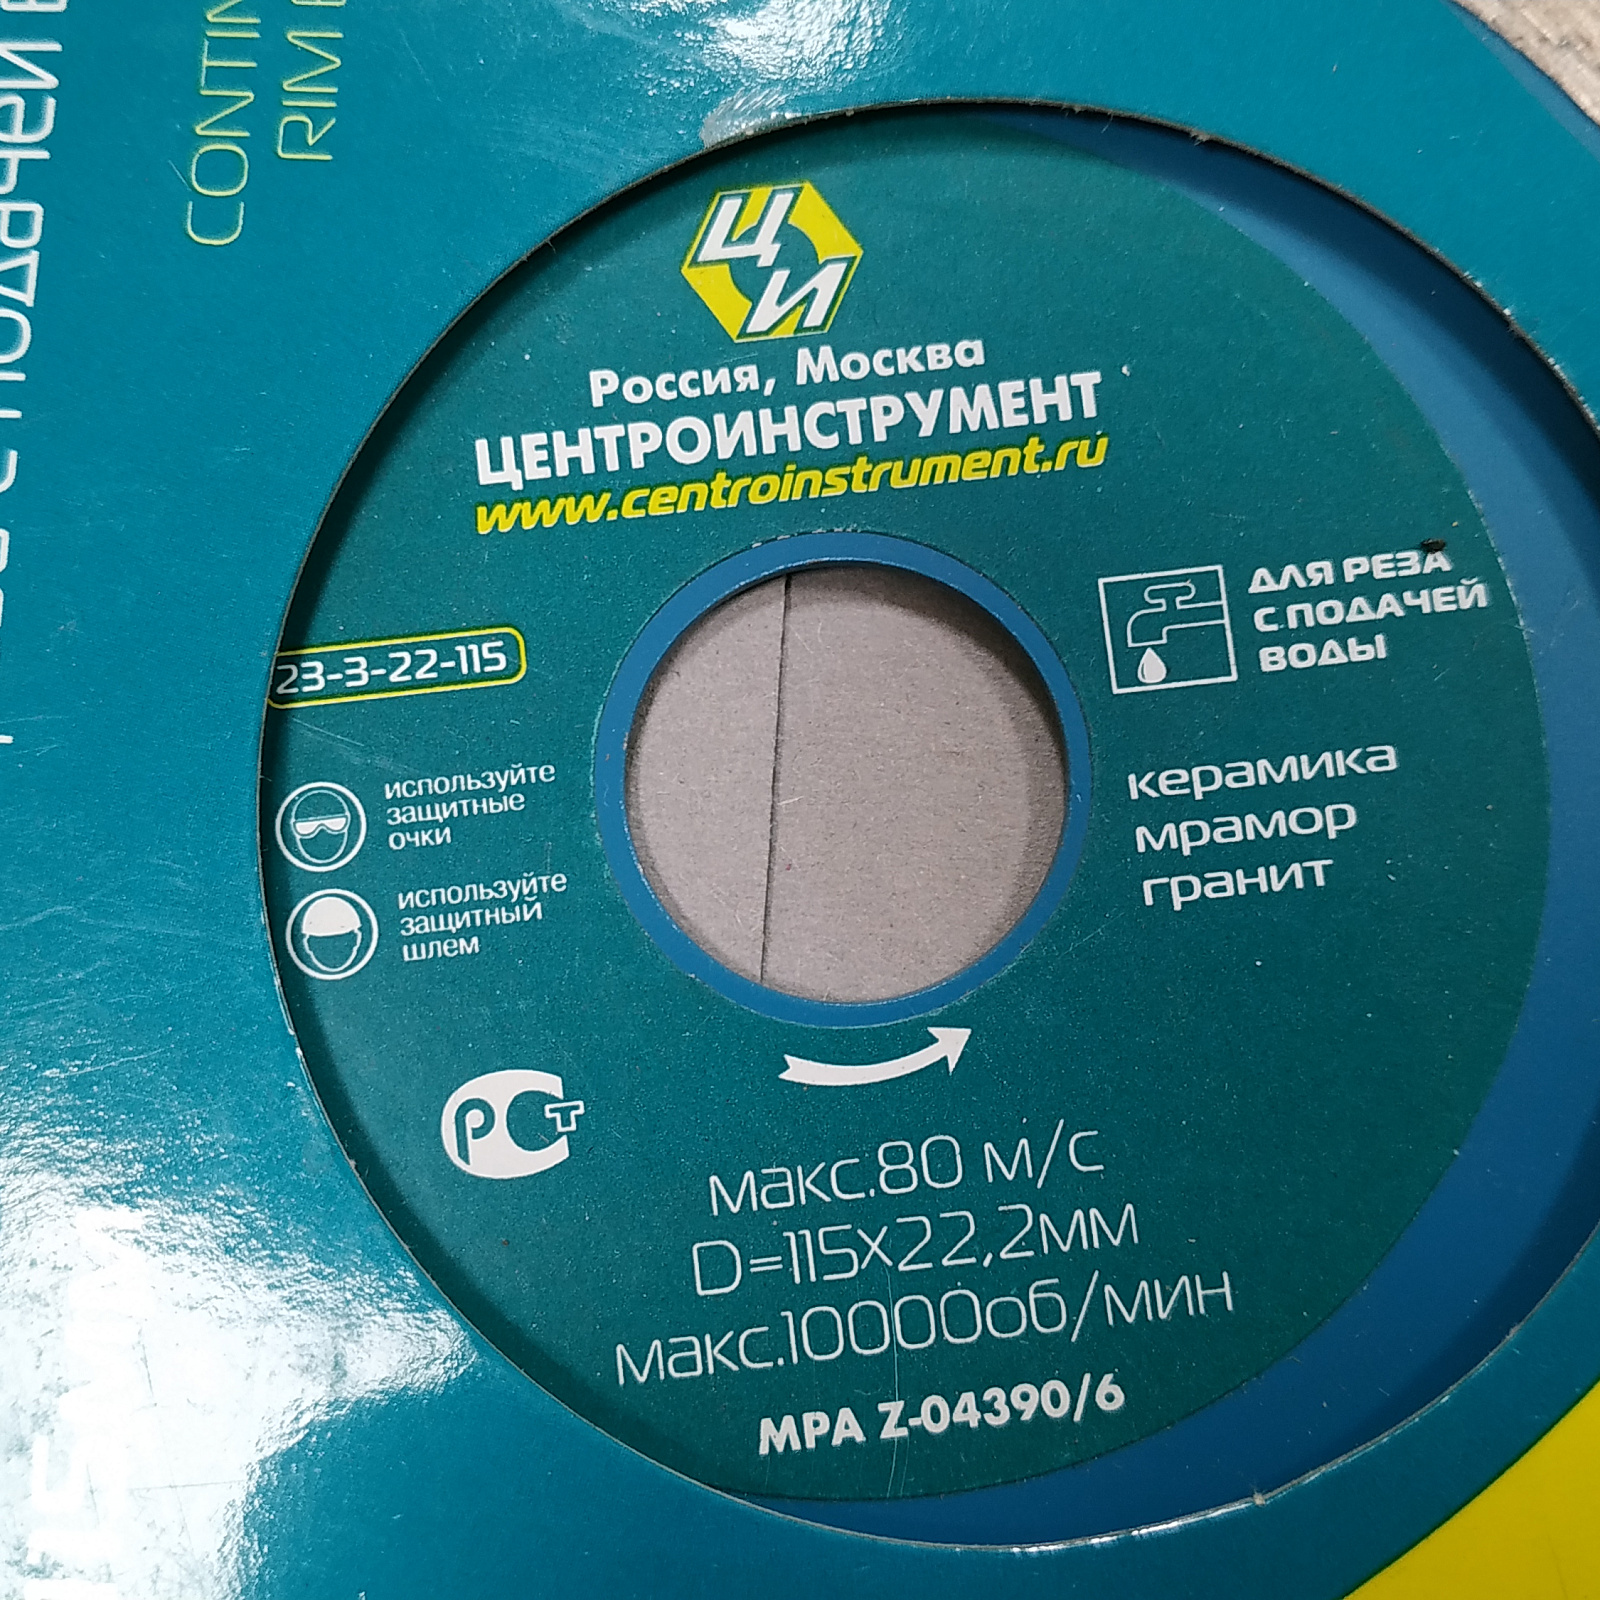 CONTIN
RIM
С ПОДАЧЕЙ
ЦИ
Россия, Москва
ЦЕНТРОИНСТРУМЕНТ
www.centroinstrument.ru
23-3-22-115
ДЛЯ РЕЗА
С ПОДАЧЕЙ
ВОДЫ
используйте
защитные
очки
используйте
защитный
шлем
керамика
мрамор
гранит
РСТ
макс.80 м/с
D=115x22,2мм
макс.10000об/мин
MPA Z-04390/6